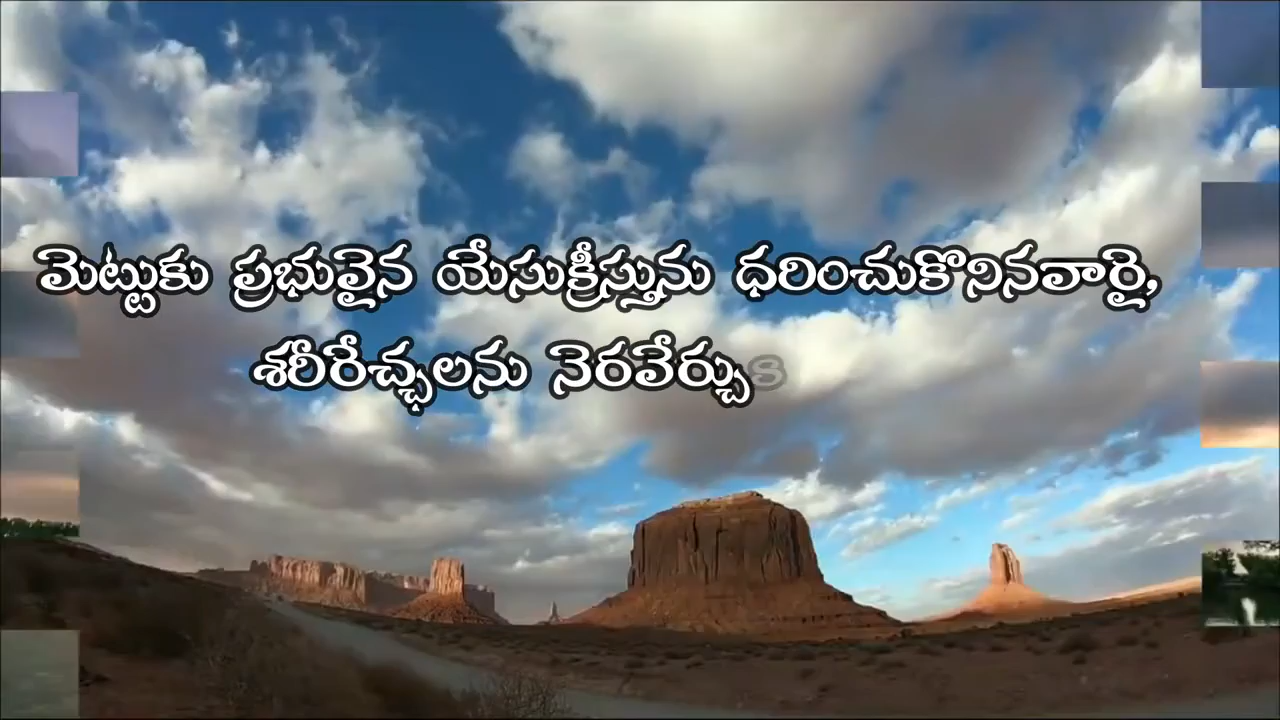 మెట్టుకు ప్రభువైన యేసుక్రీస్తును ధరించుకొనినవారై,
శరీరేచ్ఛలను నెరవేర్చు